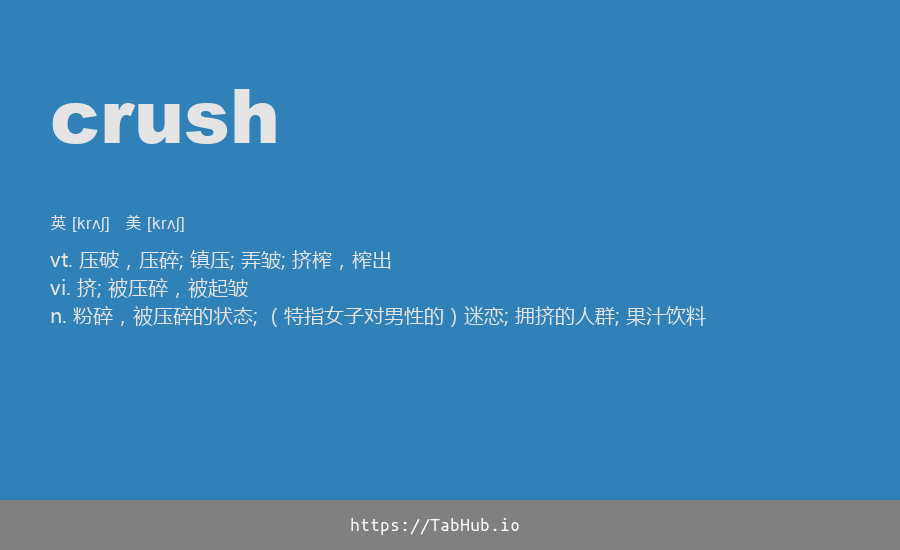 crush
英 [krʌʃ] 美 [krʌʃ]
vt. 压破，压碎; 镇压; 弄皱; 挤榨，榨出
vi. 挤; 被压碎，被起皱
n. 粉碎，被压碎的状态; （特指女子对男性的）迷恋; 拥挤的人群; 果汁饮料
https://TabHub.io